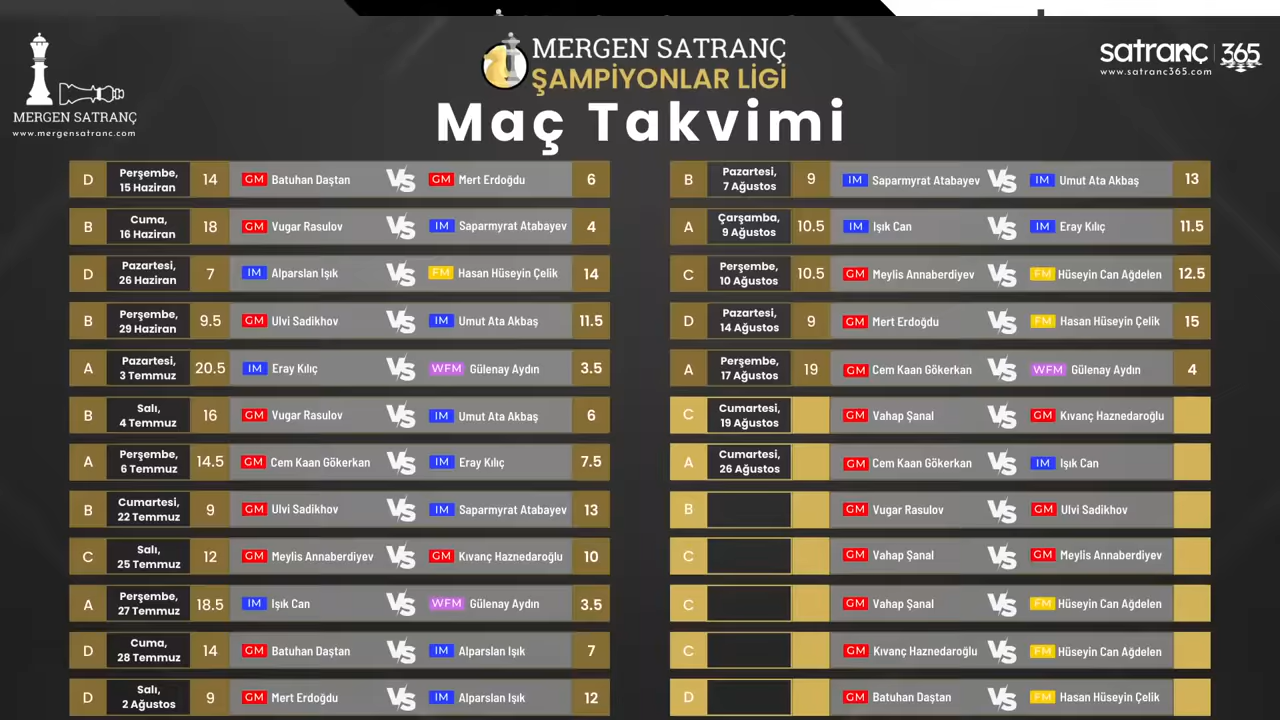 MERGEN SATRANÇ
www.mergensatranc.com
MERGEN SATRANÇ
ŞAMPİYONLAR LİGİ
satranç | 365
www.satranc365.com
Maç Takvimi
D Perşembe, 15 Haziran 14 GM Batuhan Daştan VS GM Mert Erdoğdu 6
B Cuma, 16 Haziran 18 GM Vugar Rasulov VS IM Saparmyrat Atabayev 4
D Pazartesi, 26 Haziran 7 IM Alparslan Işık VS FM Hasan Hüseyin Çelik 14
B Perşembe, 29 Haziran 9.5 GM Ulvi Sadikhov VS IM Umut Ata Akbaş 11.5
A Pazartesi, 3 Temmuz 20.5 IM Eray Kılıç VS WFM Gülenay Aydın 3.5
B Salı, 4 Temmuz 16 GM Vugar Rasulov VS IM Umut Ata Akbaş 6
A Perşembe, 6 Temmuz 14.5 GM Cem Kaan Gökerkan VS IM Eray Kılıç 7.5
B Cumartesi, 22 Temmuz 9 GM Ulvi Sadikhov VS IM Saparmyrat Atabayev 13
C Salı, 25 Temmuz 12 GM Meylis Annaberdiyev VS GM Kıvanç Haznedaroğlu 10
A Perşembe, 27 Temmuz 18.5 IM Işık Can VS WFM Gülenay Aydın 3.5
D Cuma, 28 Temmuz 14 GM Batuhan Daştan VS IM Alparslan Işık 7
D Salı, 2 Ağustos 9 GM Mert Erdoğdu VS IM Alparslan Işık 12
B Pazartesi, 7 Ağustos 9 IM Saparmyrat Atabayev VS IM Umut Ata Akbaş 13
A Çarşamba, 9 Ağustos 10.5 IM Işık Can VS IM Eray Kılıç 11.5
C Perşembe, 10 Ağustos 10.5 GM Meylis Annaberdiyev VS FM Hüseyin Can Ağdelen 12.5
D Pazartesi, 14 Ağustos 9 GM Mert Erdoğdu VS FM Hasan Hüseyin Çelik 15
A Perşembe, 17 Ağustos 19 GM Cem Kaan Gökerkan VS WFM Gülenay Aydın 4
C Cumartesi, 19 Ağustos GM Vahap Şanal VS GM Kıvanç Haznedaroğlu
A Cumartesi, 26 Ağustos GM Cem Kaan Gökerkan VS IM Işık Can
B GM Vugar Rasulov VS GM Ulvi Sadikhov
C GM Vahap Şanal VS GM Meylis Annaberdiyev
C GM Vahap Şanal VS FM Hüseyin Can Ağdelen
C GM Kıvanç Haznedaroğlu VS FM Hüseyin Can Ağdelen
D GM Batuhan Daştan VS FM Hasan Hüseyin Çelik